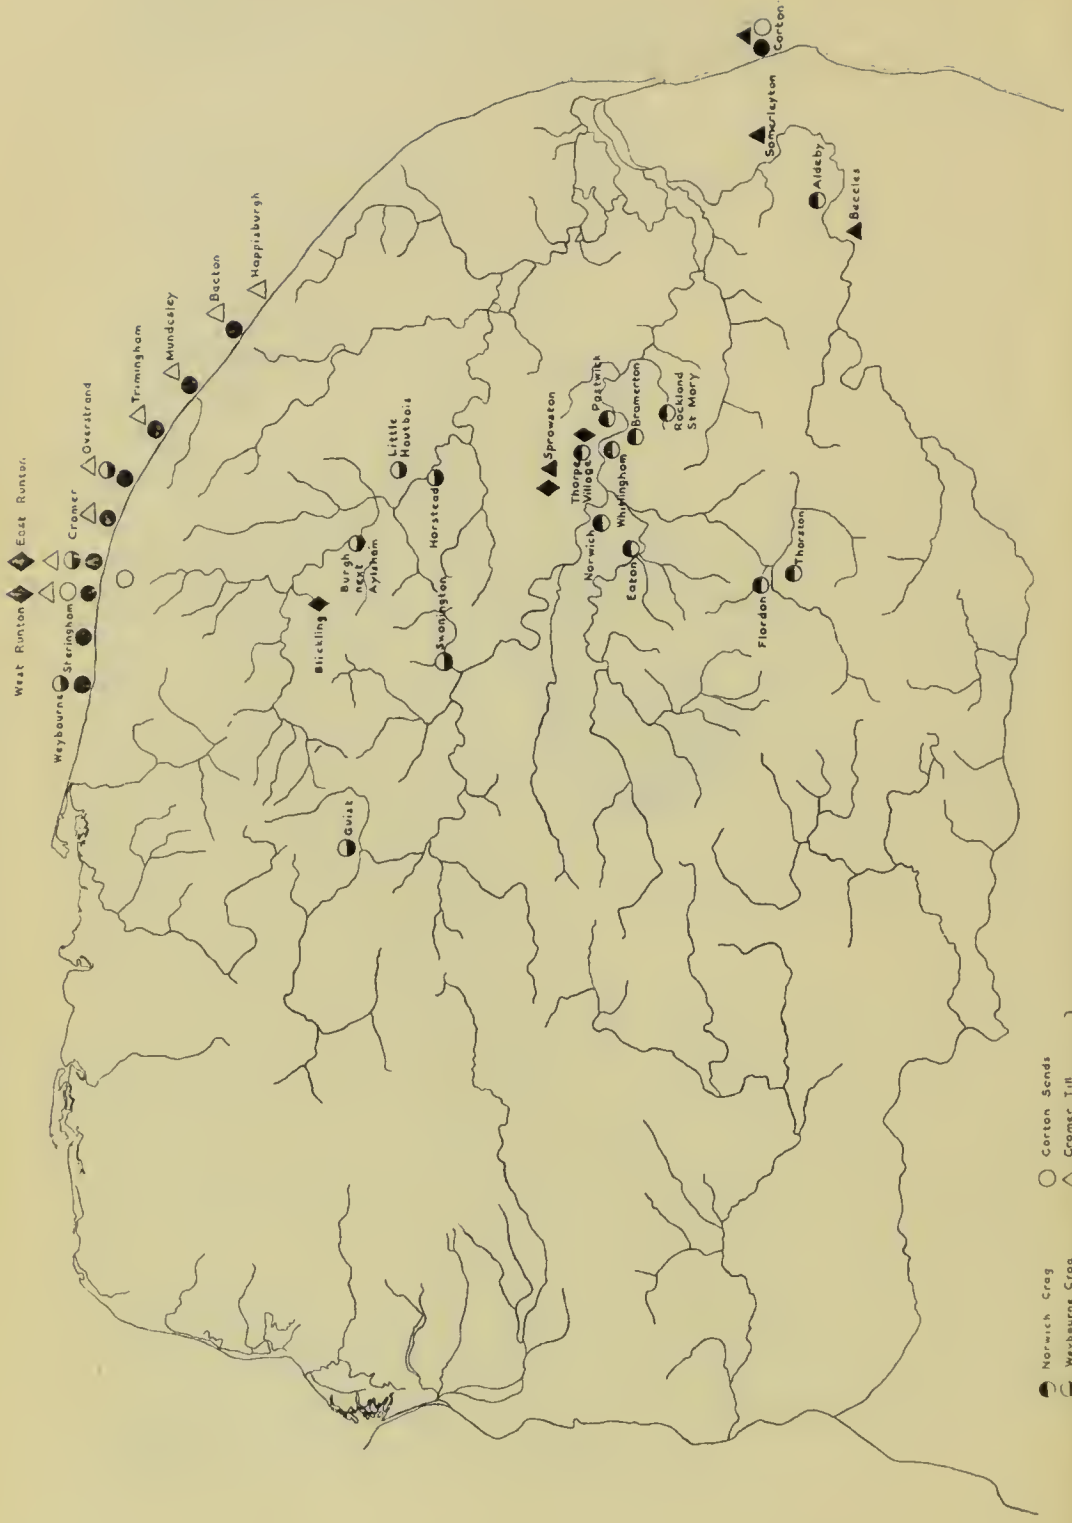 West Runton
East Runton
Weybourne
Sheringham
Cromer
Overstrand
Trimingham
Mundesley
Bacton
Happisburgh
Corton
Somerleyton
Aldeby
Beccles
Little
Hautbois
Horstead
Burgh
next
Aylsham
Blickling
Swanington
Guist
Sprowston
Thorpe
Village
Postwick
Bramerton
Whitlingham
Rockland
St Mary
Norwich
Eaton
Flordon
Tharston
Norwich Crag
Corton Sands
Weybourne Crag
Cromer Till